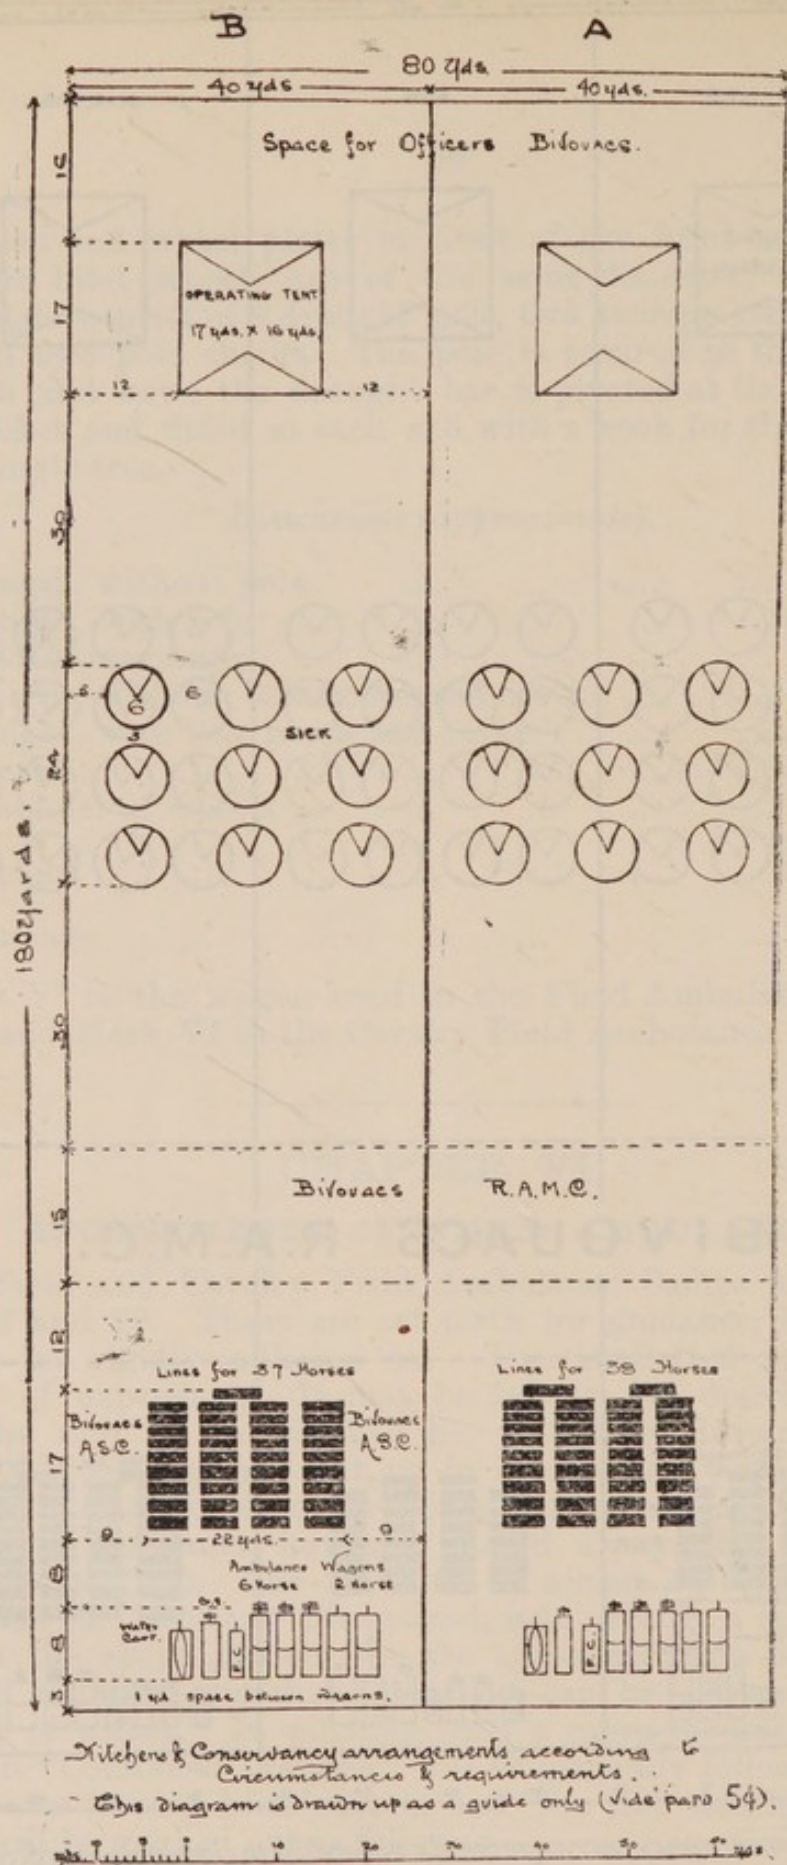 B A
80 yds.
40 yds 40 yds.
Space for Officers Bivouacs.
OPERATING TENT
17 yds. × 16 yds.
17
12 12
30
180 yards.
6 6 6
3
SICK
24
30
Bivouacs R.A.M.C.
15
12
Lines for 37 Horses Lines for 38 Horses
Bivouacs A.S.C. Bivouacs A.S.C.
17
9 22 yds. 9
Ambulance Wagons
6 Horse 2 Horse
8
G.S.
Water Cart.
8
3
1 yd space between wagons.
Kitchens & Conservancy arrangements according to
Circumstances & requirements.
This diagram is drawn up as a guide only (Vide para 54).
10 20 30 40 50 60 yds.